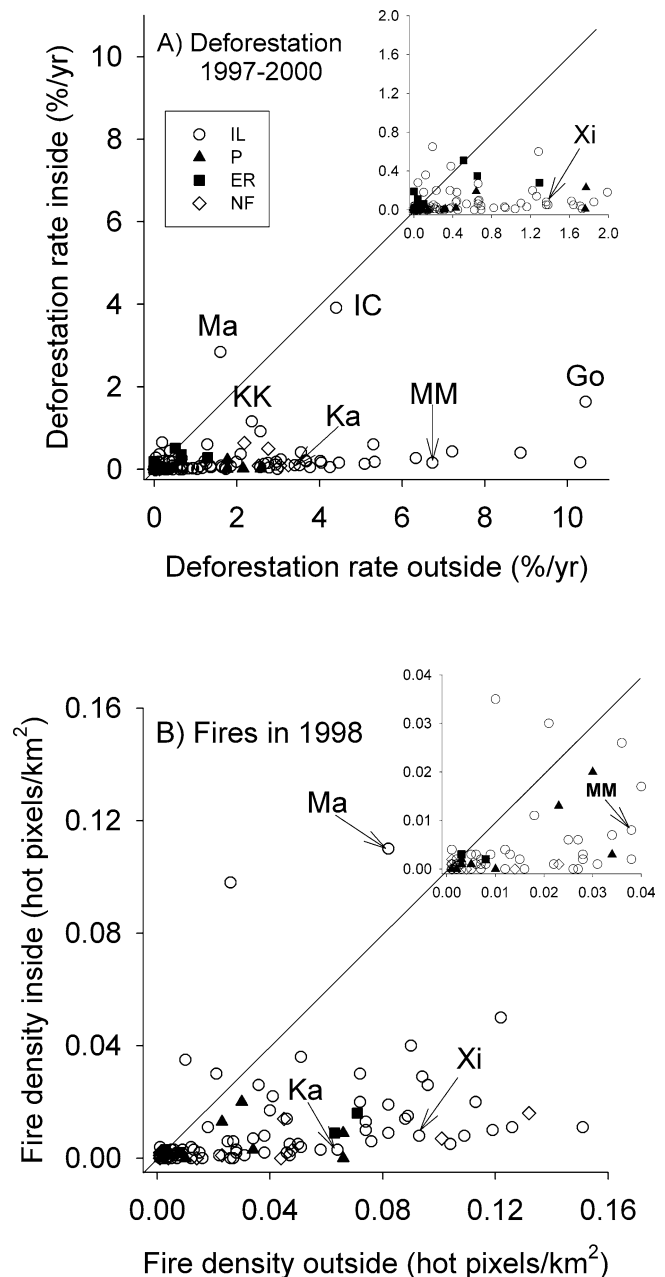 A) Deforestation
1997-2000
Deforestation rate inside (%/yr)
10
8
6
4
2
0
IL
P
ER
NF
2.0
1.6
1.2
0.8
0.4
0.0
Xi
0.0 0.4 0.8 1.2 1.6 2.0
Ma
IC
KK
Ka
MM
Go
0 2 4 6 8 10
Deforestation rate outside (%/yr)
B) Fires in 1998
Fire density inside (hot pixels/km²)
0.16
0.12
0.08
0.04
0.00
0.04
0.03
0.02
0.01
0.00
MM
0.00 0.01 0.02 0.03 0.04
Ma
Ka
Xi
0.00 0.04 0.08 0.12 0.16
Fire density outside (hot pixels/km²)